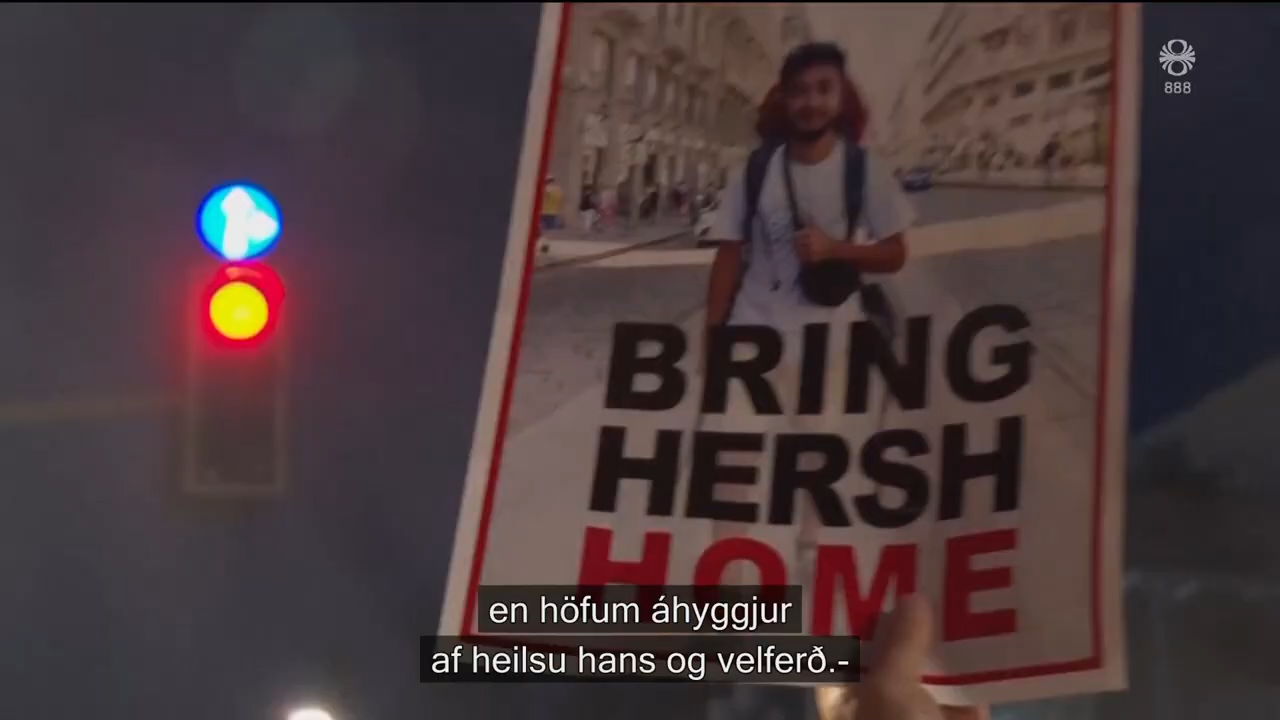 888
BRING
HERSH
HOME
en höfum áhyggjur
af heilsu hans og velferð.-